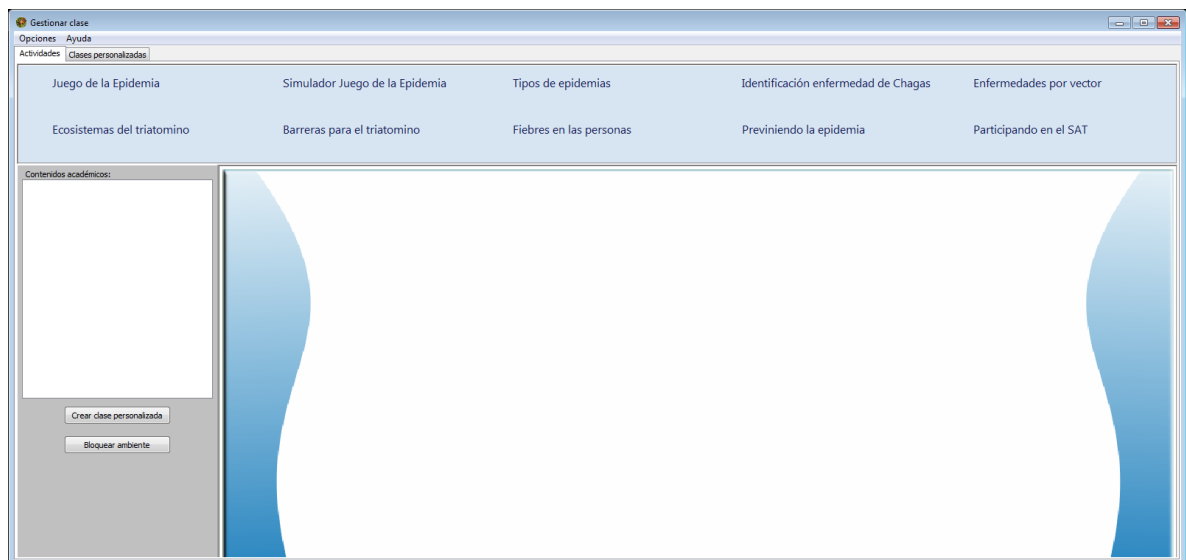 Gestionar clase
Opciones Ayuda
Actividades Clases personalizadas
Juego de la Epidemia Simulador Juego de la Epidemia Tipos de epidemias Identificación enfermedad de Chagas Enfermedades por vector
Ecosistemas del triatomino Barreras para el triatomino Fiebres en las personas Previniendo la epidemia Participando en el SAT
Contenidos académicos:
Crear clase personalizada
Bloquear ambiente